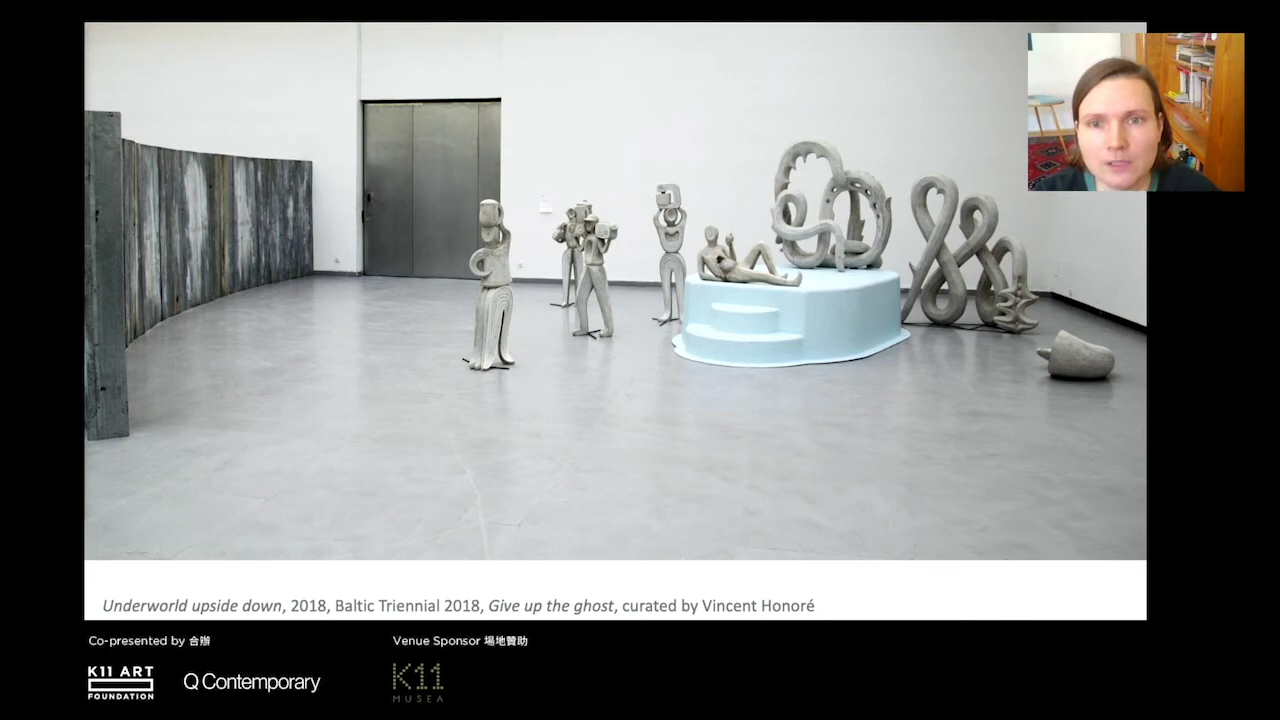 Underworld upside down, 2018, Baltic Triennial 2018, Give up the ghost, curated by Vincent Honoré
Co-presented by 合辦
Venue Sponsor 場地贊助
K11 ART
FOUNDATION
Q Contemporary
K11
MUSEA